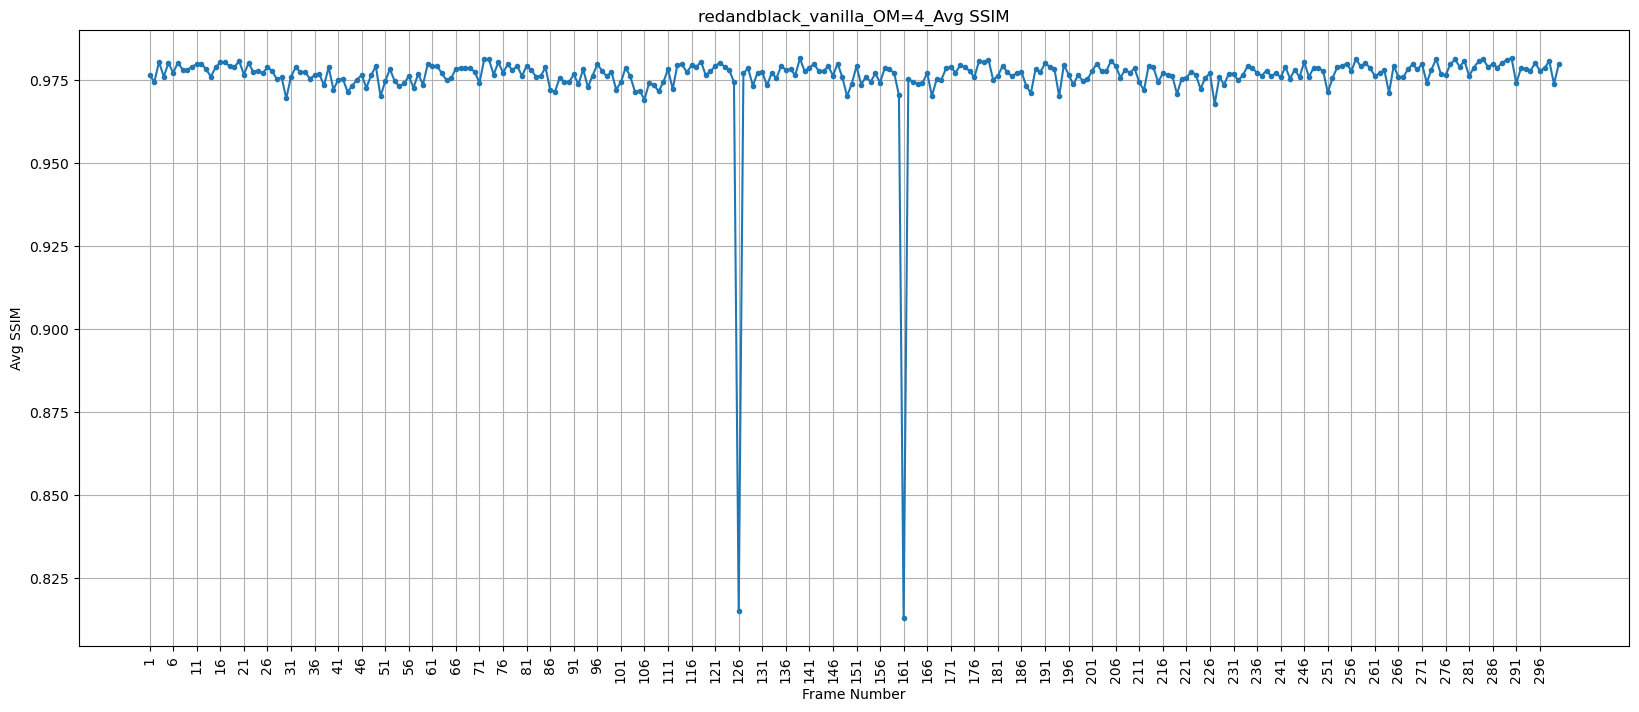 redandblack_vanilla_OM=4_Avg SSIM
0.975
0.950
0.925
0.900
0.875
0.850
0.825
Avg SSIM
1 6 11 16 21 26 31 36 41 46 51 56 61 66 71 76 81 86 91 96 101 106 111 116 121 126 131 136 141 146 151 156 161 166 171 176 181 186 191 196 201 206 211 216 221 226 231 236 241 246 251 256 261 266 271 276 281 286 291 296
Frame Number